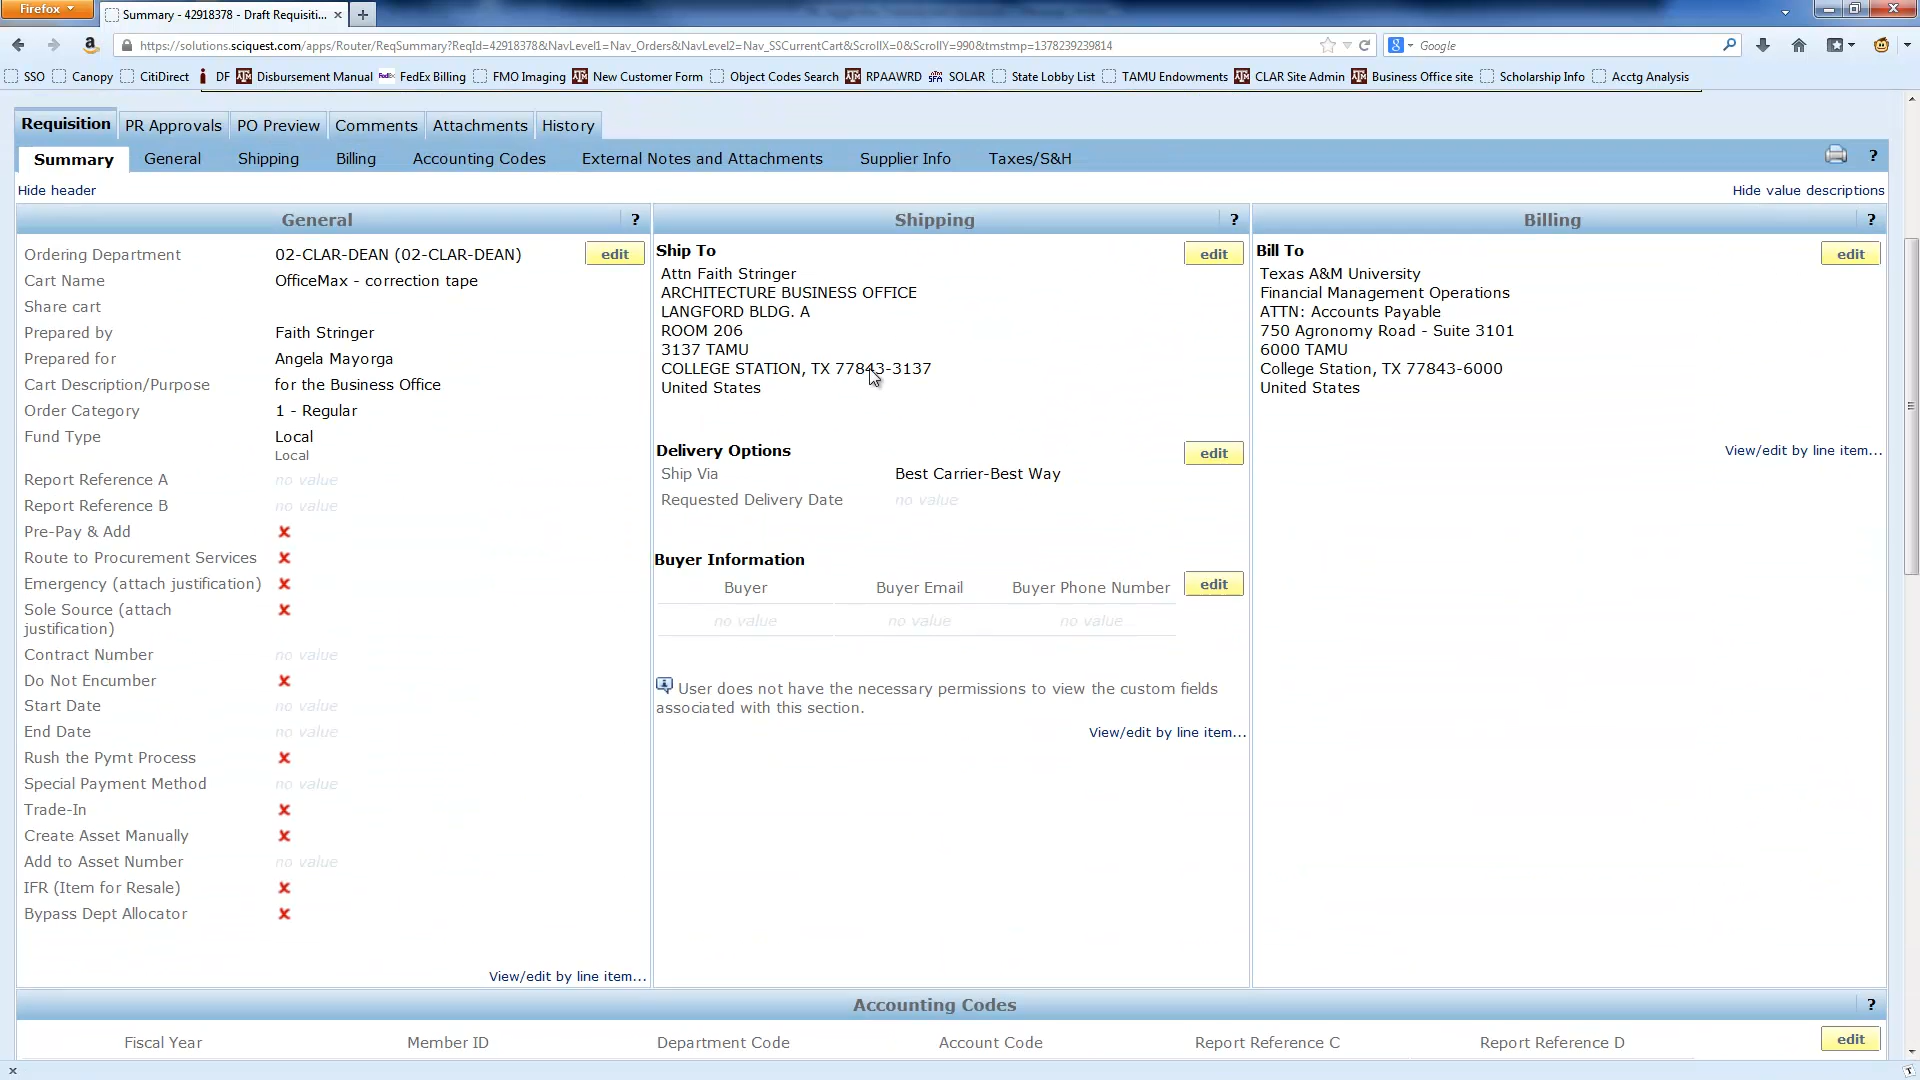 Firefox
Summary - 42918378 - Draft Requisiti...
https://solutions.sciquest.com/apps/Router/ReqSummary?ReqId=42918378&NavLevel1=Nav_Orders&NavLevel2=Nav_SSCurrentCart&ScrollX=0&ScrollY=990&tmstmp=1378239239814
Google
SSO Canopy CitiDirect DF Disbursement Manual FedEx Billing FMO Imaging New Customer Form Object Codes Search RPAAWRD SOLAR State Lobby List TAMU Endowments CLAR Site Admin Business Office site Scholarship Info Acctg Analysis
Requisition PR Approvals PO Preview Comments Attachments History
Summary General Shipping Billing Accounting Codes External Notes and Attachments Supplier Info Taxes/S&H ?
Hide header
Hide value descriptions
General ?
Ordering Department 02-CLAR-DEAN (02-CLAR-DEAN) edit
Cart Name OfficeMax - correction tape
Share cart
Prepared by Faith Stringer
Prepared for Angela Mayorga
Cart Description/Purpose for the Business Office
Order Category 1 - Regular
Fund Type Local
Local
Report Reference A no value
Report Reference B no value
Pre-Pay & Add
Route to Procurement Services
Emergency (attach justification)
Sole Source (attach
justification)
Contract Number no value
Do Not Encumber
Start Date no value
End Date no value
Rush the Pymt Process
Special Payment Method no value
Trade-In
Create Asset Manually
Add to Asset Number no value
IFR (Item for Resale)
Bypass Dept Allocator
View/edit by line item...
Shipping ?
Ship To edit
Attn Faith Stringer
ARCHITECTURE BUSINESS OFFICE
LANGFORD BLDG. A
ROOM 206
3137 TAMU
COLLEGE STATION, TX 77843-3137
United States
Delivery Options edit
Ship Via Best Carrier-Best Way
Requested Delivery Date no value
Buyer Information
Buyer Buyer Email Buyer Phone Number edit
no value no value no value
User does not have the necessary permissions to view the custom fields
associated with this section.
View/edit by line item...
Billing ?
Bill To edit
Texas A&M University
Financial Management Operations
ATTN: Accounts Payable
750 Agronomy Road - Suite 3101
6000 TAMU
College Station, TX 77843-6000
United States
View/edit by line item...
Accounting Codes ?
Fiscal Year Member ID Department Code Account Code Report Reference C Report Reference D edit